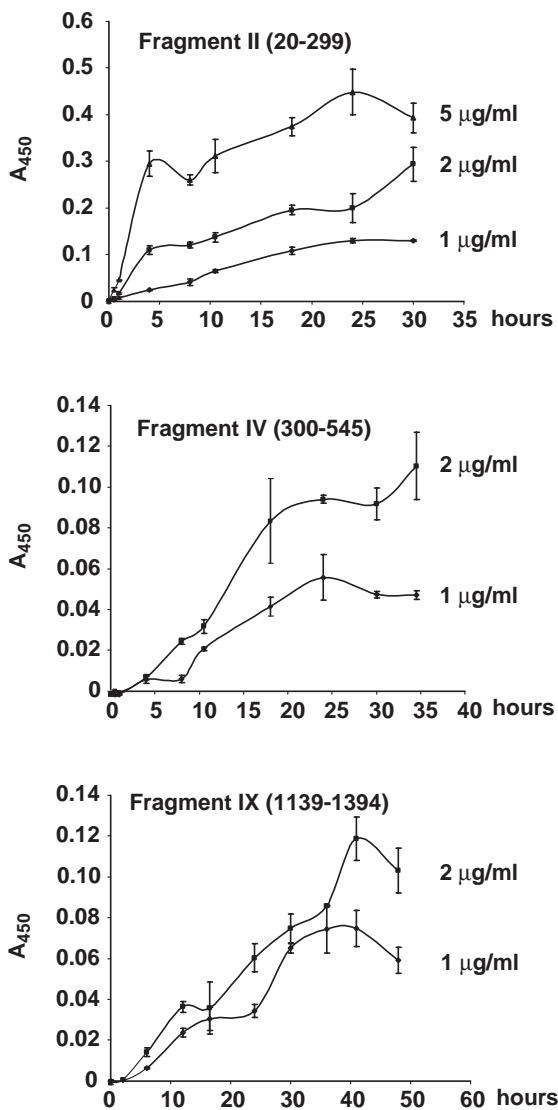 Fragment II (20-299)
0.6
0.5
0.4
0.3
0.2
0.1
0
A450
5 μg/ml
2 μg/ml
1 μg/ml
0 5 10 15 20 25 30 35 hours
Fragment IV (300-545)
0.14
0.12
0.10
0.08
0.06
0.04
0.02
0
A450
2 μg/ml
1 μg/ml
0 5 10 15 20 25 30 35 40 hours
Fragment IX (1139-1394)
0.14
0.12
0.10
0.08
0.06
0.04
0.02
0
A450
2 μg/ml
1 μg/ml
0 10 20 30 40 50 60 hours